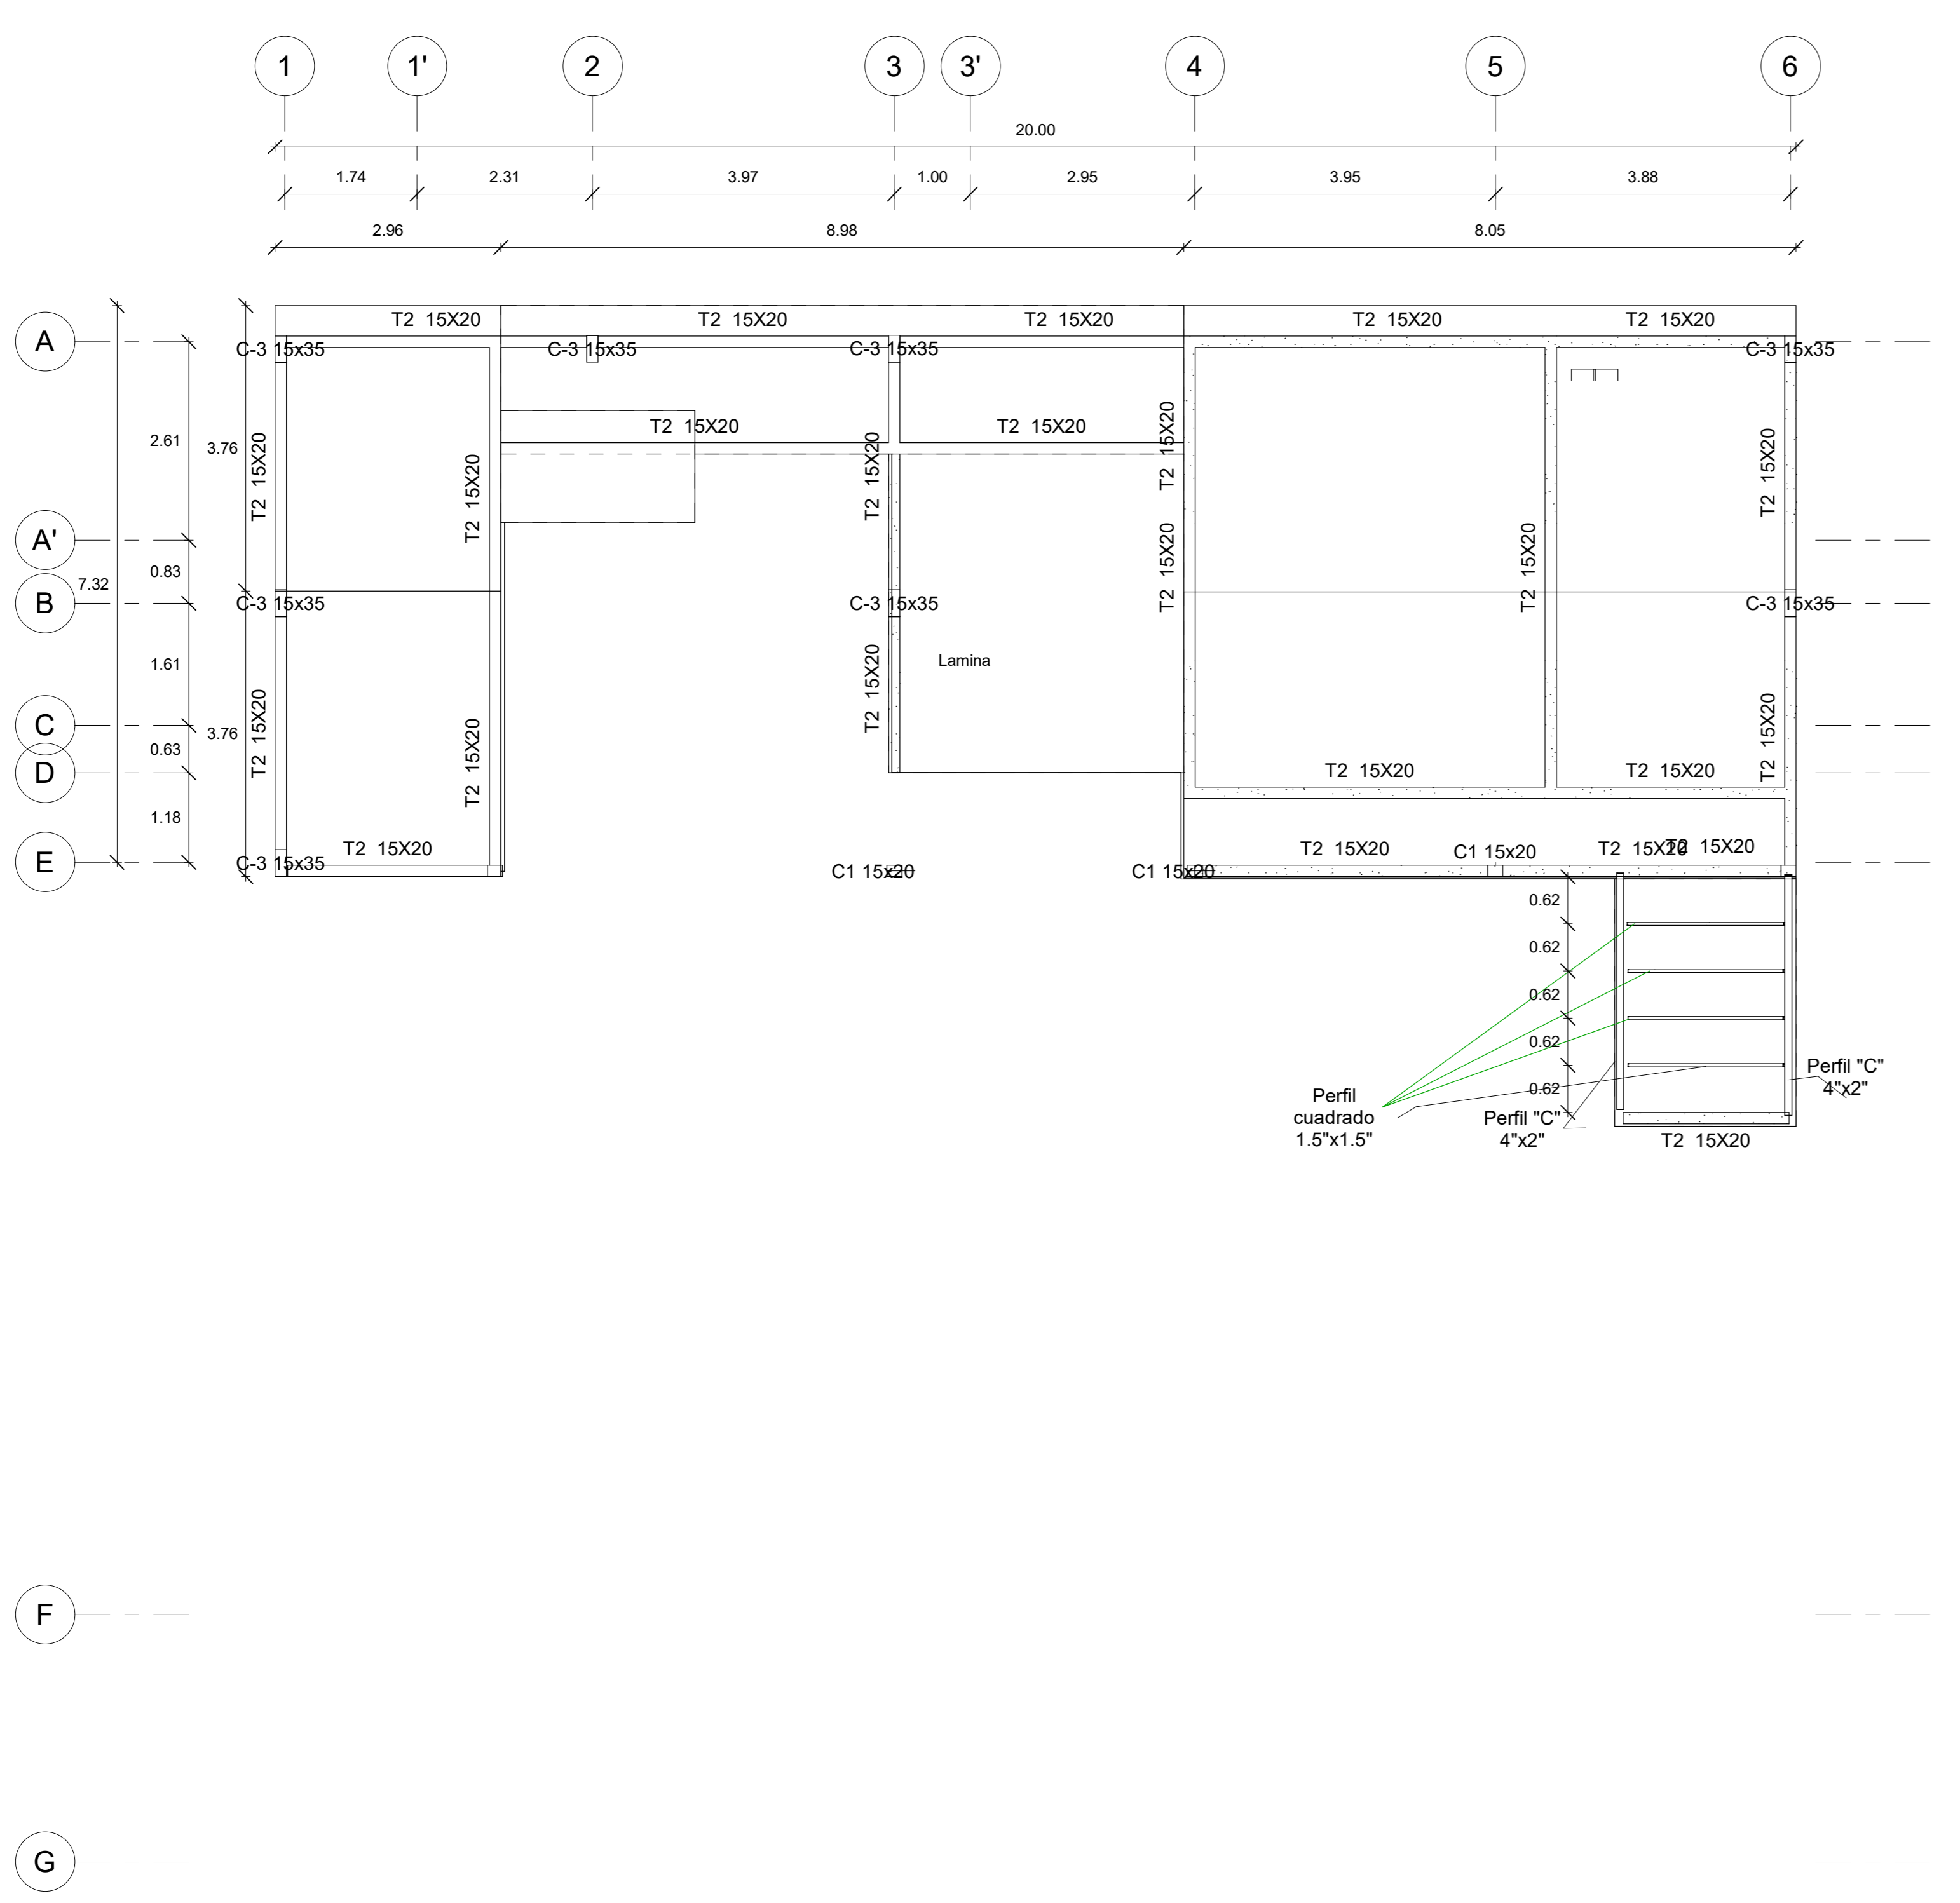 1 1' 2 3 3' 4 5 6
20.00
1.74 2.31 3.97 1.00 2.95 3.95 3.88
2.96 8.98 8.05
T2 15X20 T2 15X20 T2 15X20 T2 15X20 T2 15X20
A
C-3 15x35 C-3 15x35 C-3 15x35 C-3 15x35
T2 15X20 T2 15X20
2.61
3.76
T2 15X20
T2 15X20
T2 15X20
T2 15X20
T2 15X20
A'
0.83
7.32
T2 15X20
T2 15X20
B
C-3 15x35 C-3 15x35 C-3 15x35
1.61
Lamina
T2 15X20
C
3.76
T2 15X20
T2 15X20
T2 15X20
0.63
D
T2 15X20 T2 15X20
1.18
T2 15X20 T2 15X20 C1 15x20 T2 15X20 T2 15X20
E
C-3 15x35 C1 15x20 C1 15x20
0.62
0.62
0.62
0.62
0.62
Perfil
cuadrado
1.5"x1.5"
Perfil "C"
4"x2"
Perfil "C"
4"x2"
T2 15X20
F
G